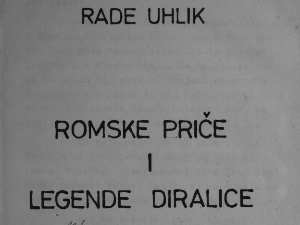 RADE UHLIK
ROMSKE PRIČE
I
LEGENDE DIRALICE